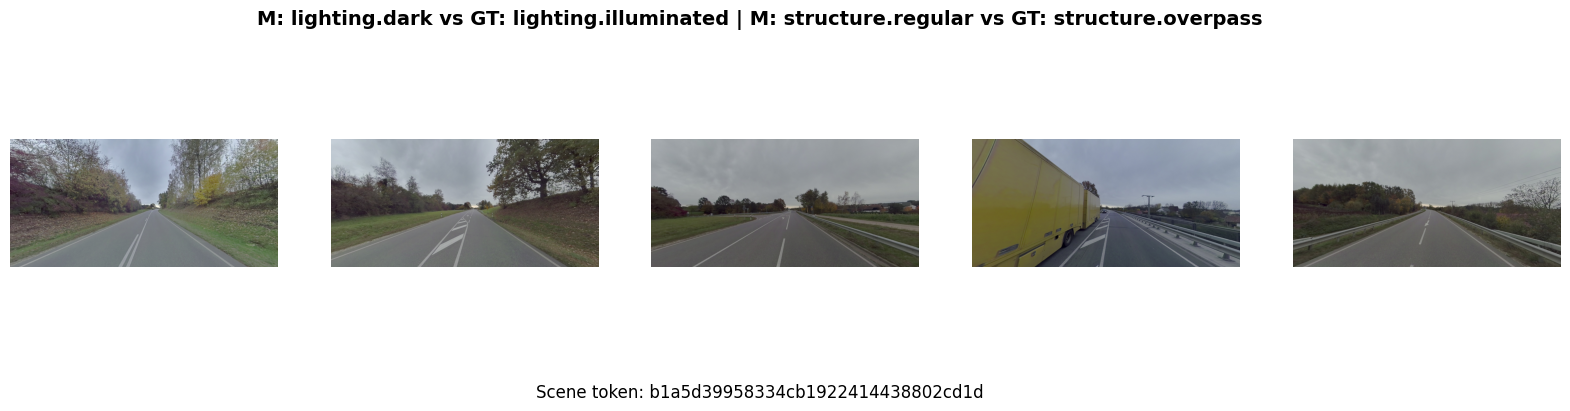 M: lighting.dark vs GT: lighting.illuminated | M: structure.regular vs GT: structure.overpass
Scene token: b1a5d39958334cb1922414438802cd1d